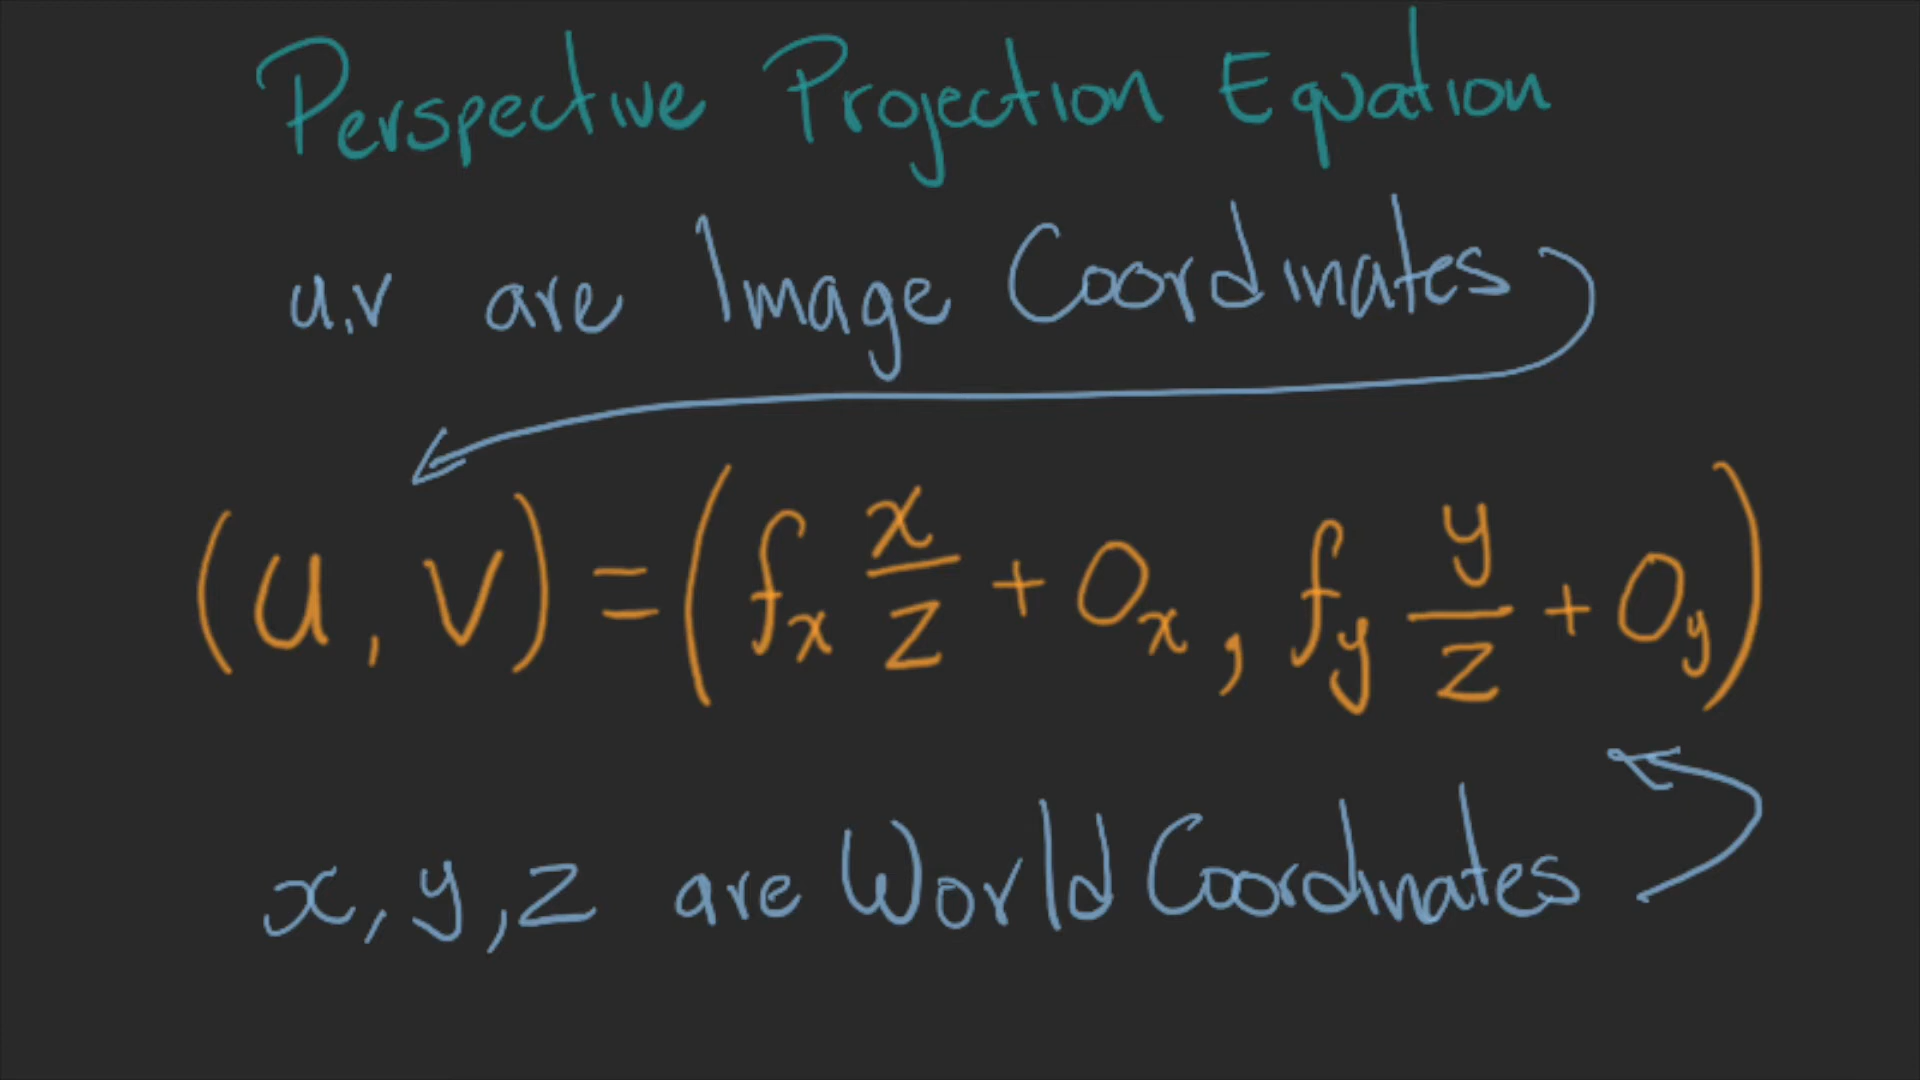 Perspective Projection Equation
u,v are Image Coordinates
(u, v) = (fx x/z + Ox, fy y/z + Oy)
x, y, z are World Coordinates